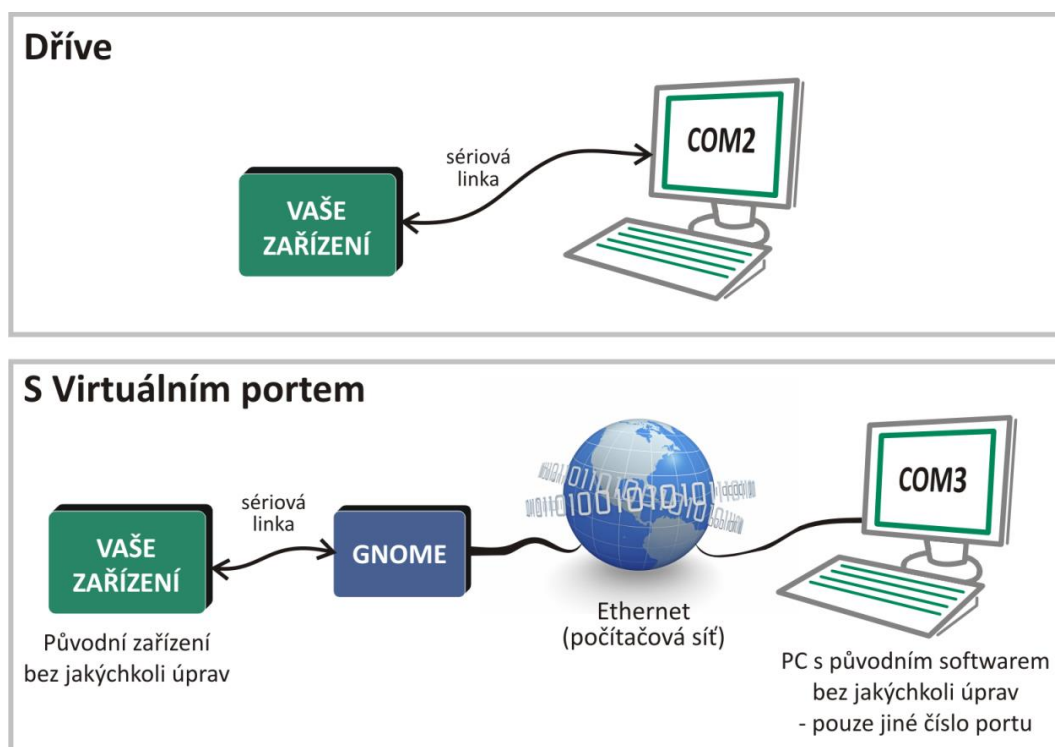 Dříve
COM2
sériová
linka
VAŠE
ZAŘÍZENÍ
S Virtuálním portem
COM3
sériová
linka
VAŠE
ZAŘÍZENÍ
GNOME
Ethernet
(počítačová síť)
Původní zařízení
bez jakýchkoli úprav
PC s původním softwarem
bez jakýchkoli úprav
- pouze jiné číslo portu